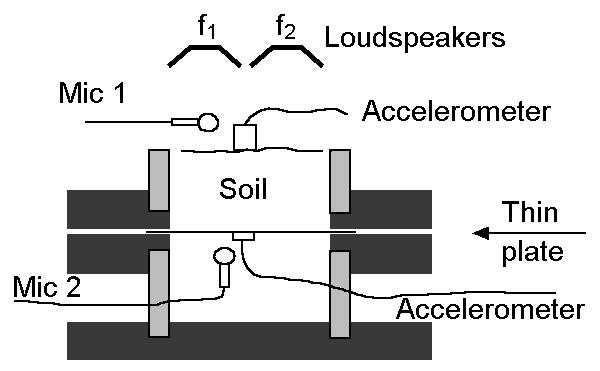 f1 f2
Loudspeakers
Mic 1
Accelerometer
Soil
Thin
plate
Mic 2
Accelerometer